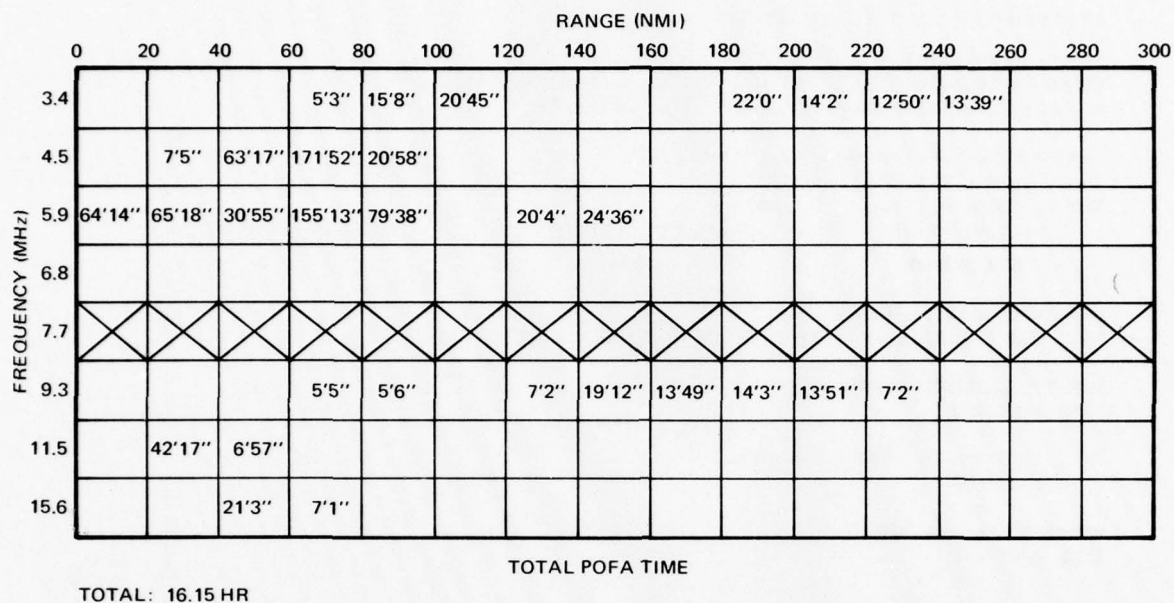 RANGE (NMI)
0 20 40 60 80 100 120 140 160 180 200 220 240 260 280 300
FREQUENCY (MHz)
3.4 5'3'' 15'8'' 20'45'' 22'0'' 14'2'' 12'50'' 13'39''
4.5 7'5'' 63'17'' 171'52'' 20'58''
5.9 64'14'' 65'18'' 30'55'' 155'13'' 79'38'' 20'4'' 24'36''
6.8
7.7
9.3 5'5'' 5'6'' 7'2'' 19'12'' 13'49'' 14'3'' 13'51'' 7'2''
11.5 42'17'' 6'57''
15.6 21'3'' 7'1''
TOTAL POFA TIME
TOTAL: 16.15 HR